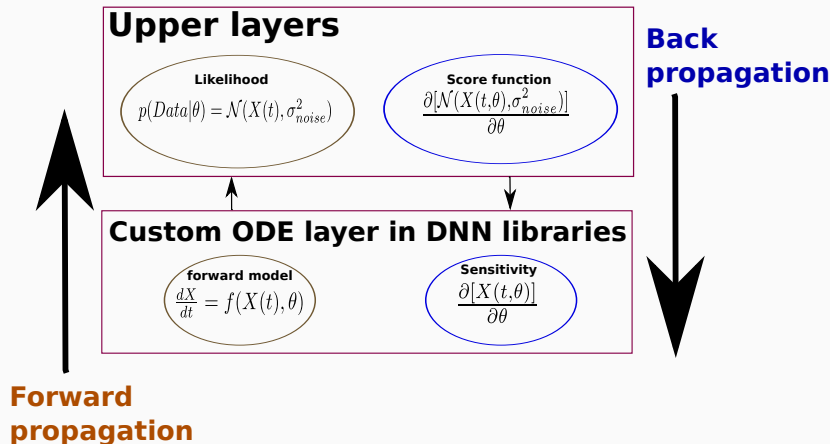 Upper layers
Back
propagation
Likelihood
p(Data|θ) = 𝒩(X(t), σ²_noise)
Score function
∂[𝒩(X(t,θ),σ²_noise)]
∂θ
Custom ODE layer in DNN libraries
forward model
dX/dt = f(X(t), θ)
Sensitivity
∂[X(t,θ)]
∂θ
Forward
propagation